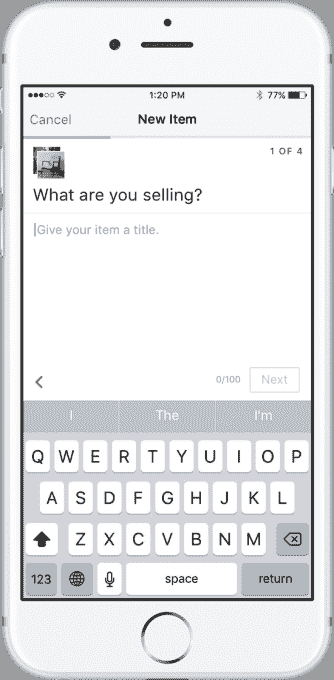 1:20 PM 77%
Cancel New Item
1 OF 4
What are you selling?
Give your item a title.
0/100 Next
I The I'm
Q W E R T Y U I O P
A S D F G H J K L
Z X C V B N M
123 space return